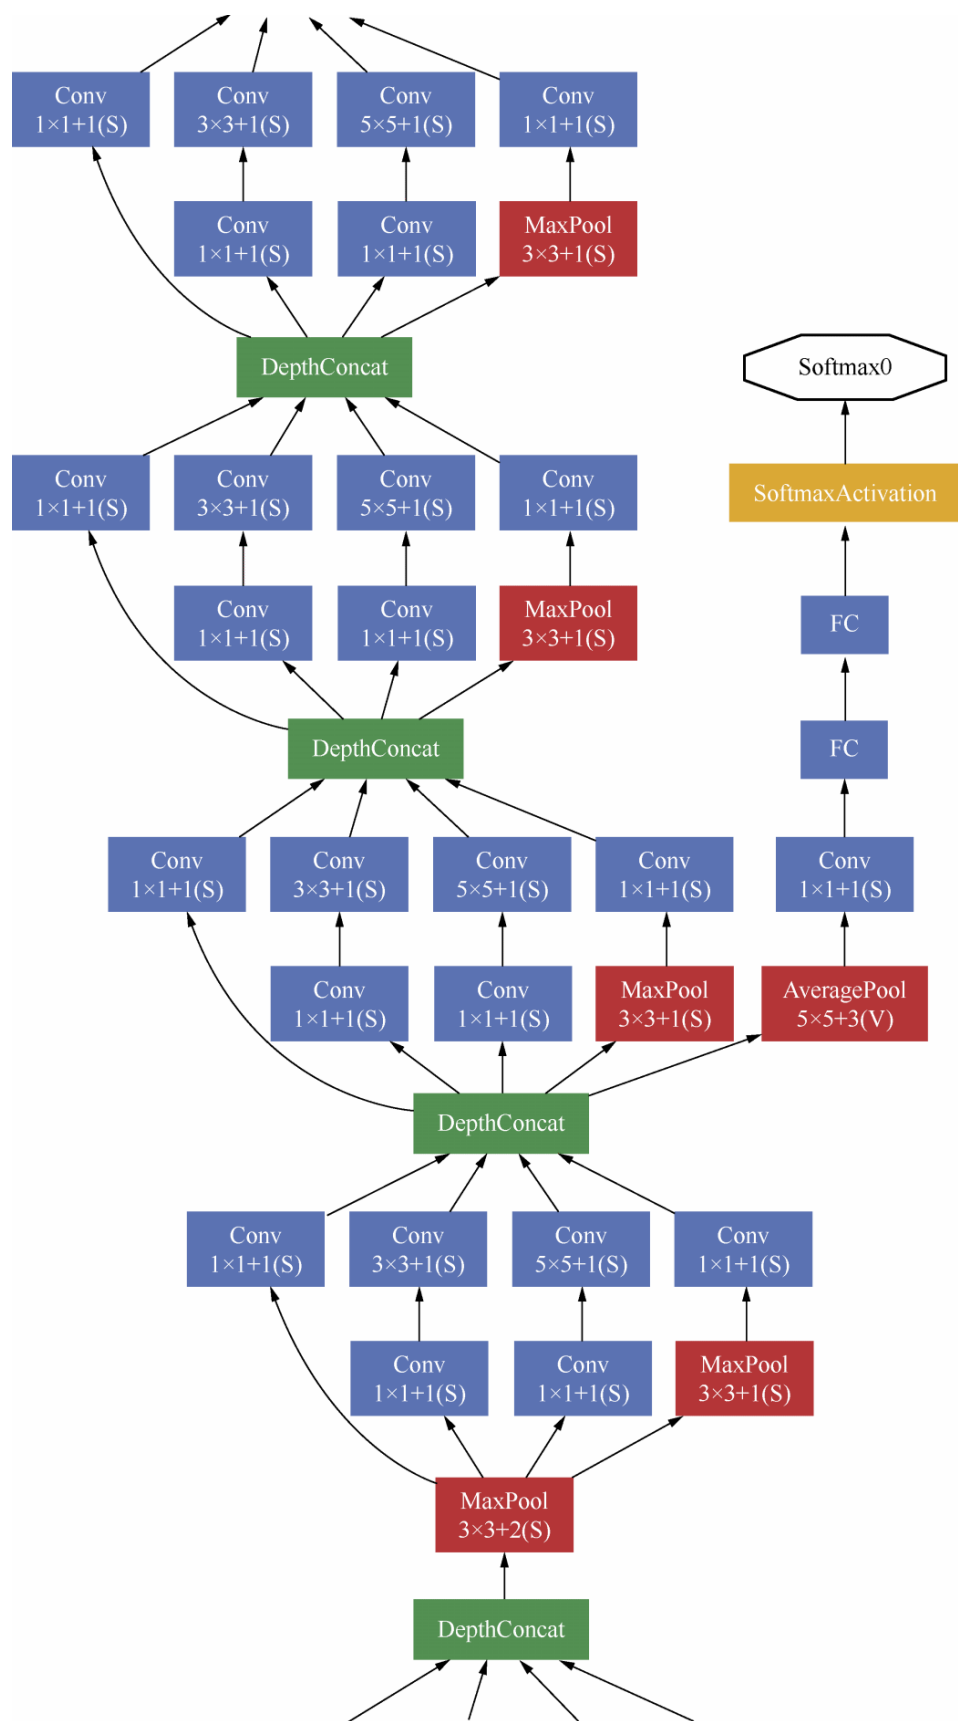 Conv
1×1+1(S)
Conv
3×3+1(S)
Conv
5×5+1(S)
Conv
1×1+1(S)
Conv
1×1+1(S)
Conv
1×1+1(S)
MaxPool
3×3+1(S)
DepthConcat
Softmax0
Conv
1×1+1(S)
Conv
3×3+1(S)
Conv
5×5+1(S)
Conv
1×1+1(S)
SoftmaxActivation
Conv
1×1+1(S)
Conv
1×1+1(S)
MaxPool
3×3+1(S)
FC
DepthConcat
FC
Conv
1×1+1(S)
Conv
3×3+1(S)
Conv
5×5+1(S)
Conv
1×1+1(S)
Conv
1×1+1(S)
Conv
1×1+1(S)
Conv
1×1+1(S)
MaxPool
3×3+1(S)
AveragePool
5×5+3(V)
DepthConcat
Conv
1×1+1(S)
Conv
3×3+1(S)
Conv
5×5+1(S)
Conv
1×1+1(S)
Conv
1×1+1(S)
Conv
1×1+1(S)
MaxPool
3×3+1(S)
MaxPool
3×3+2(S)
DepthConcat